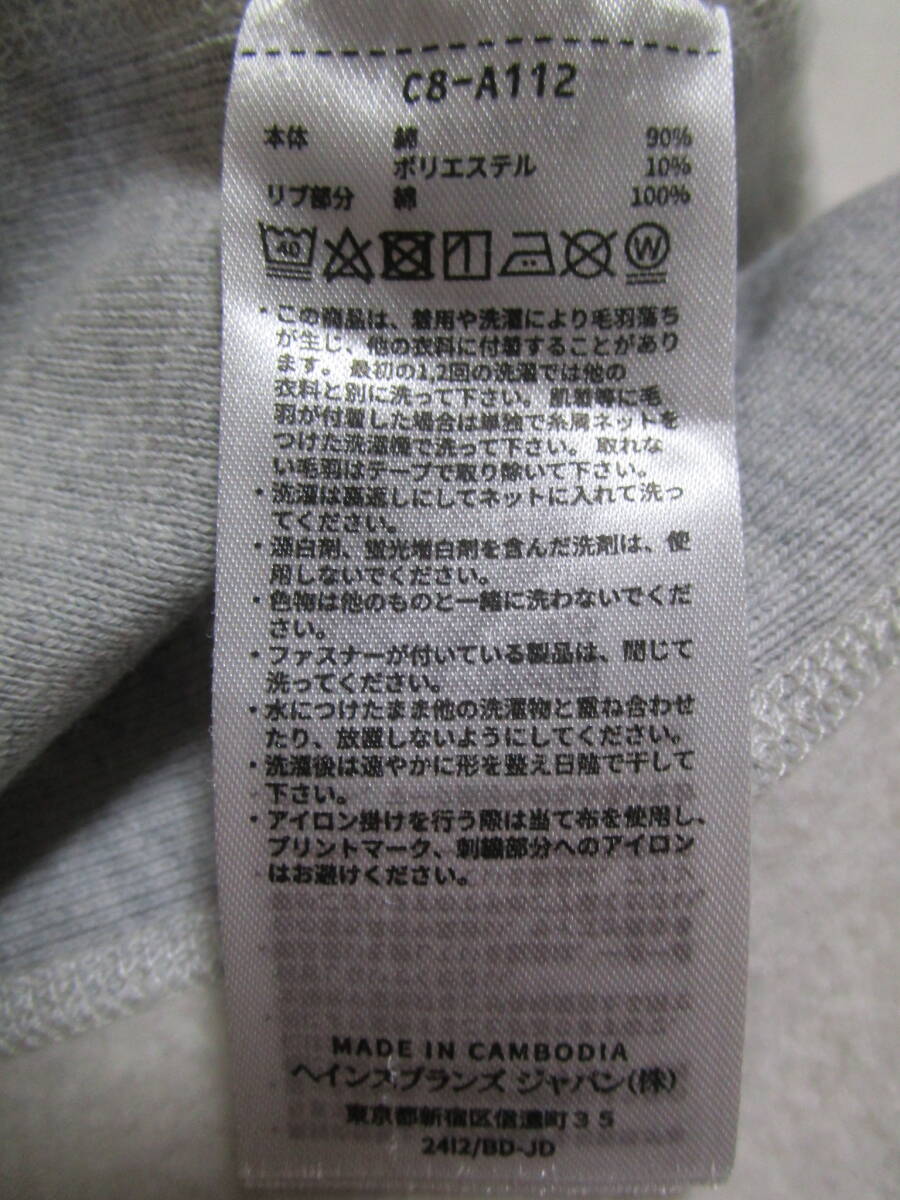 C8-A112
本体 綿 90%
ポリエステル 10%
リブ部分 綿 100%
40 W
・この商品は、着用や洗濯により毛羽落ち
が生じ、他の衣料に付着することがあり
ます。最初の1,2回の洗濯では他の
衣料と別に洗って下さい。肌着等に毛
羽が付着した場合は単独で糸屑ネットを
つけた洗濯機で洗って下さい。取れな
い毛羽はテープで取り除いて下さい。
・洗濯は裏返しにしてネットに入れて洗っ
てください。
・漂白剤、蛍光増白剤を含んだ洗剤は、使
用しないでください。
・色物は他のものと一緒に洗わないでくだ
さい。
・ファスナーが付いている製品は、閉じて
洗ってください。
・水につけたまま他の洗濯物と重ね合わせ
たり、放置しないようにしてください。
・洗濯後は速やかに形を整え日陰で干して
下さい。
・アイロン掛けを行う際は当て布を使用し、
プリントマーク、刺繍部分へのアイロン
はお避けください。
MADE IN CAMBODIA
ヘインズブランズ ジャパン(株)
東京都新宿区信濃町35
2412/BD-JD